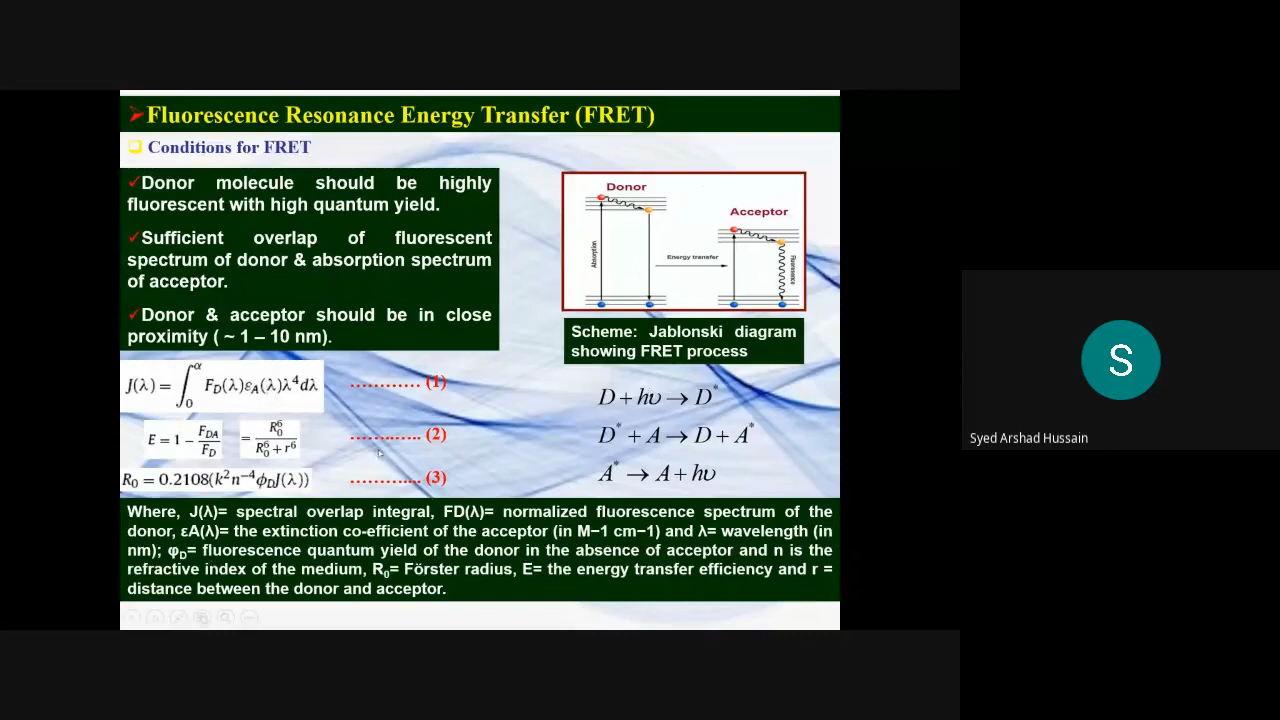 Fluorescence Resonance Energy Transfer (FRET)
Conditions for FRET
✓Donor molecule should be highly
fluorescent with high quantum yield.
✓Sufficient overlap of fluorescent
spectrum of donor & absorption spectrum
of acceptor.
✓Donor & acceptor should be in close
proximity ( ~ 1 – 10 nm).
Donor
Acceptor
Absorption
Energy transfer
Fluorescence
Scheme: Jablonski diagram
showing FRET process
J(λ) = ∫₀^α F_D(λ)ε_A(λ)λ⁴dλ ………… (1)
E = 1 − F_DA/F_D = R₀⁶/(R₀⁶ + r⁶) ………….. (2)
R₀ = 0.2108(k²n⁻⁴ϕ_DJ(λ)) ………..... (3)
D + hυ → D*
D* + A → D + A*
A* → A + hυ
Where, J(λ)= spectral overlap integral, FD(λ)= normalized fluorescence spectrum of the
donor, εA(λ)= the extinction co-efficient of the acceptor (in M−1 cm−1) and λ= wavelength (in
nm); φ_D= fluorescence quantum yield of the donor in the absence of acceptor and n is the
refractive index of the medium, R₀= Förster radius, E= the energy transfer efficiency and r =
distance between the donor and acceptor.
S
Syed Arshad Hussain